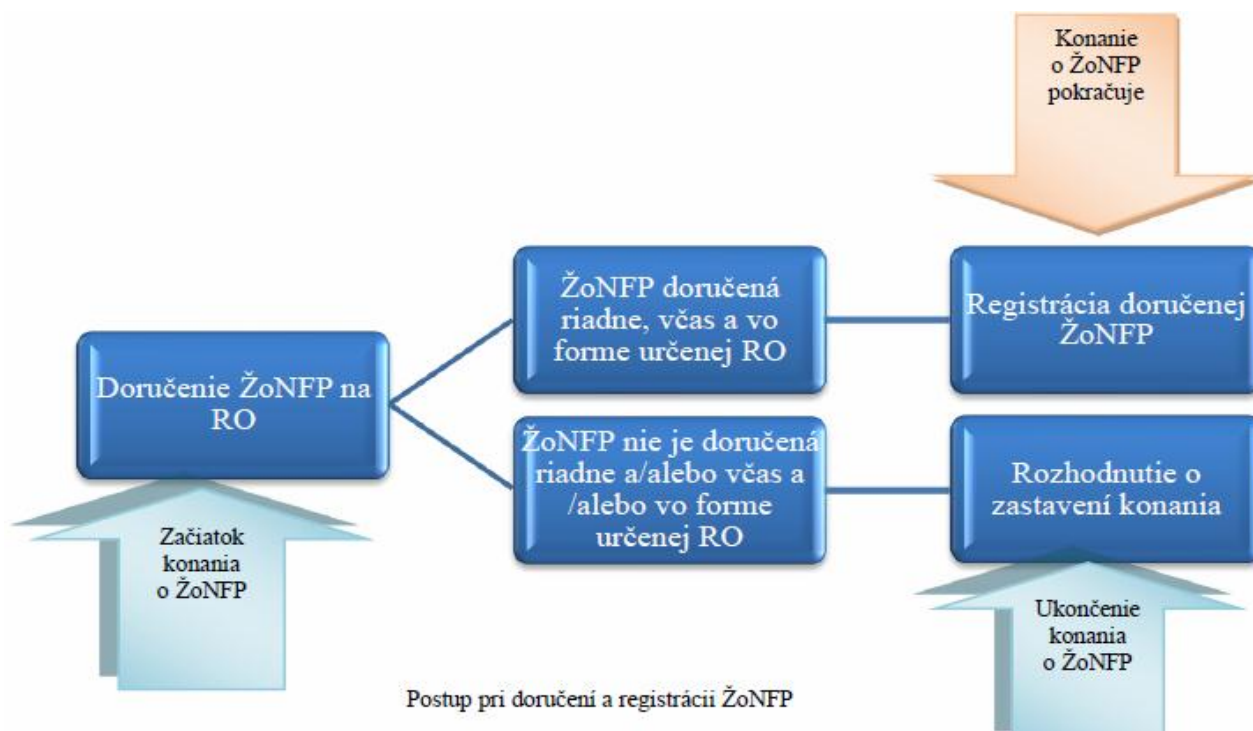 Konanie
o ŽoNFP
pokračuje
ŽoNFP doručená
riadne, včas a vo
forme určenej RO
Registrácia doručenej
ŽoNFP
Doručenie ŽoNFP na
RO
ŽoNFP nie je doručená
riadne a/alebo včas a
/alebo vo forme
určenej RO
Rozhodnutie o
zastavení konania
Začiatok
konania
o ŽoNFP
Ukončenie
konania
o ŽoNFP
Postup pri doručení a registrácii ŽoNFP